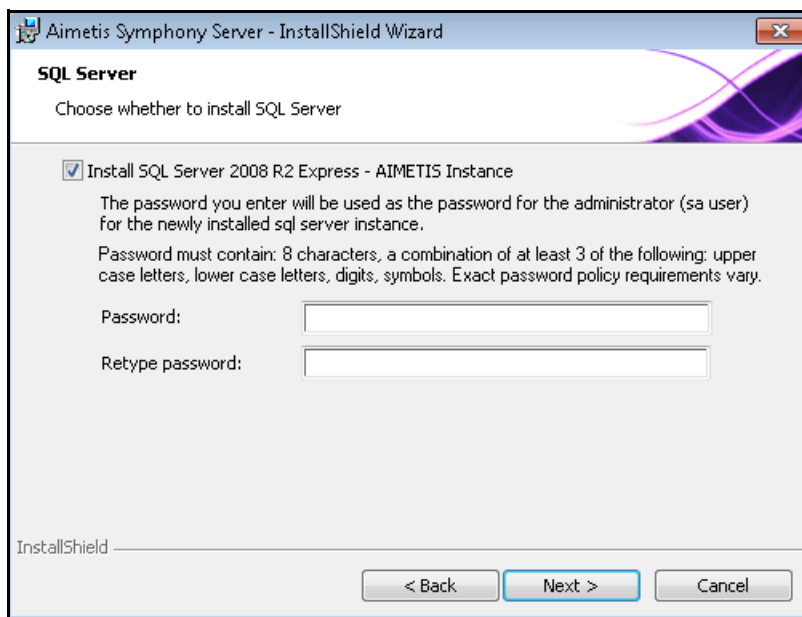 Aimetis Symphony Server - InstallShield Wizard
SQL Server
Choose whether to install SQL Server
Install SQL Server 2008 R2 Express - AIMETIS Instance
The password you enter will be used as the password for the administrator (sa user)
for the newly installed sql server instance.
Password must contain: 8 characters, a combination of at least 3 of the following: upper
case letters, lower case letters, digits, symbols. Exact password policy requirements vary.
Password:
Retype password:
InstallShield
< Back
Next >
Cancel